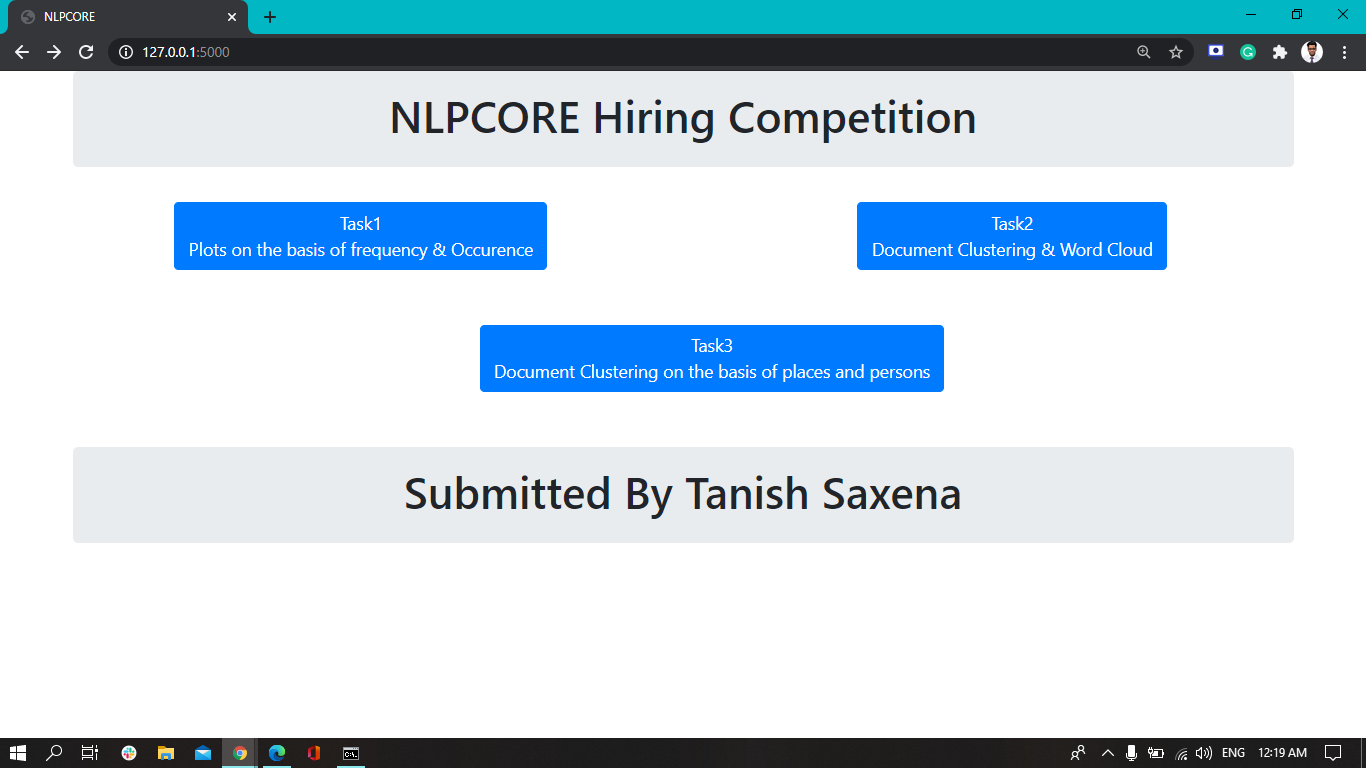 NLPCORE
127.0.0.1:5000
NLPCORE Hiring Competition
Task1
Plots on the basis of frequency & Occurence
Task2
Document Clustering & Word Cloud
Task3
Document Clustering on the basis of places and persons
Submitted By Tanish Saxena
ENG
12:19 AM